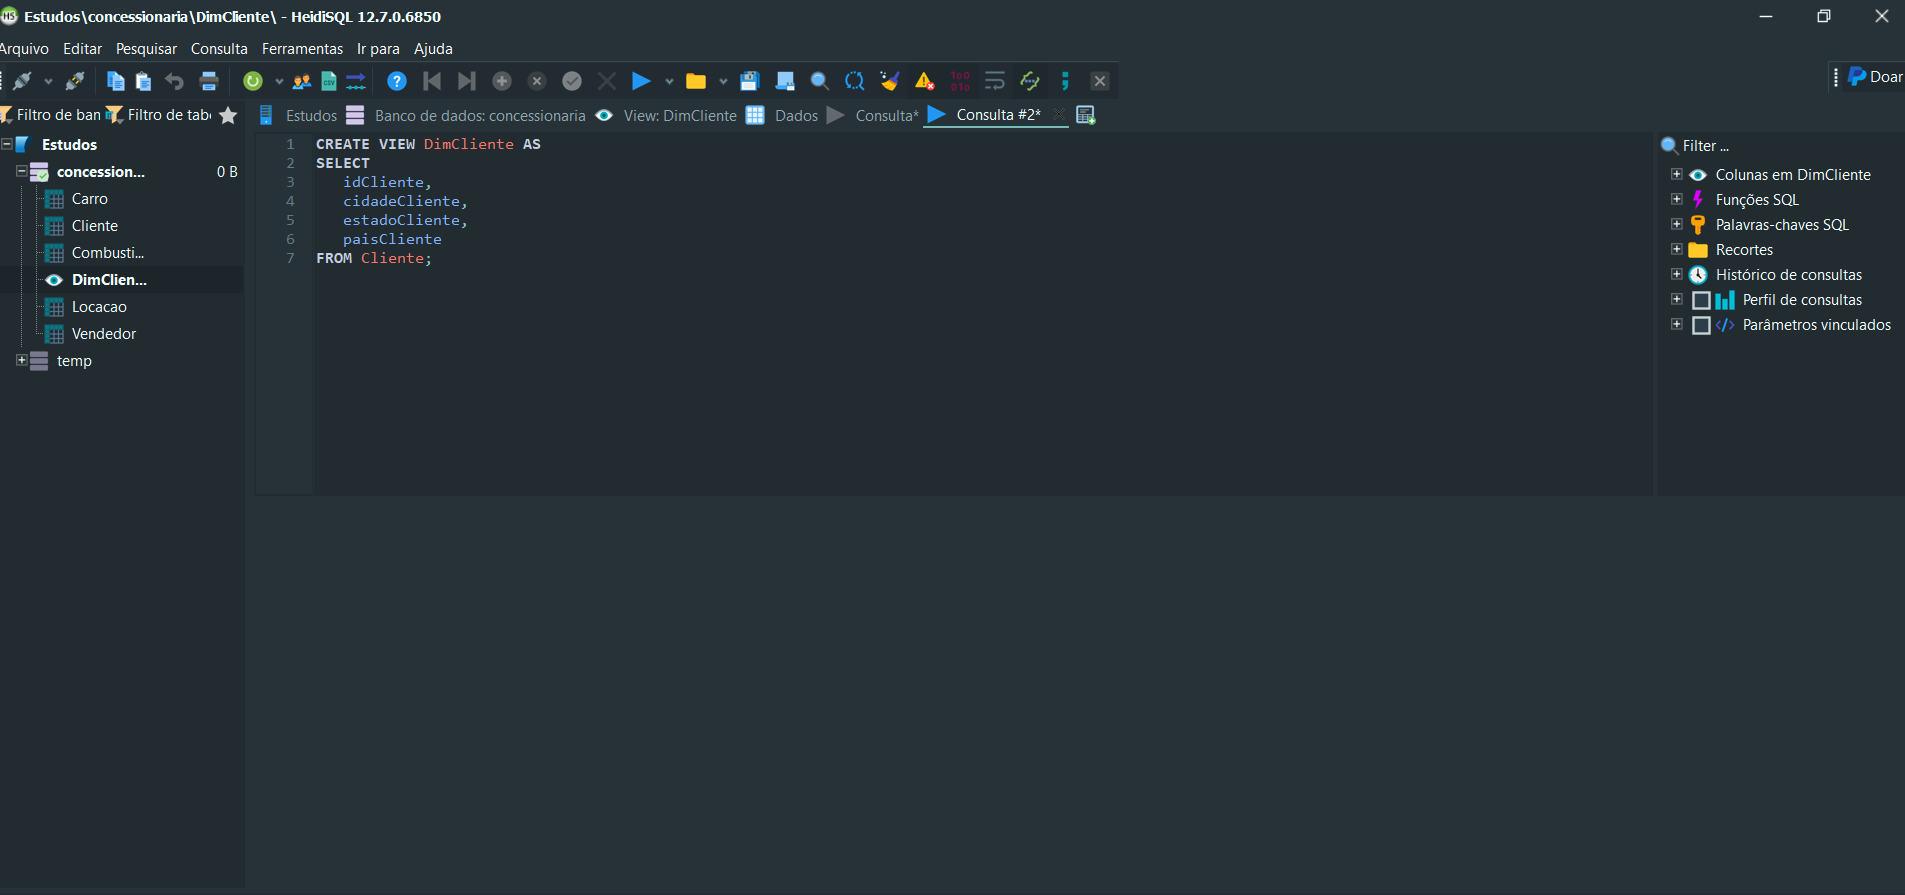 Estudos\concessionaria\DimCliente\ - HeidiSQL 12.7.0.6850
Arquivo Editar Pesquisar Consulta Ferramentas Ir para Ajuda
Doar
Filtro de ban Filtro de tab
Estudos Banco de dados: concessionaria View: DimCliente Dados Consulta* Consulta #2*
Estudos
concession... 0 B
Carro
Cliente
Combusti...
DimClien...
Locacao
Vendedor
temp
1 CREATE VIEW DimCliente AS
2 SELECT
3 idCliente,
4 cidadeCliente,
5 estadoCliente,
6 paisCliente
7 FROM Cliente;
Filter ...
Colunas em DimCliente
Funções SQL
Palavras-chaves SQL
Recortes
Histórico de consultas
Perfil de consultas
Parâmetros vinculados